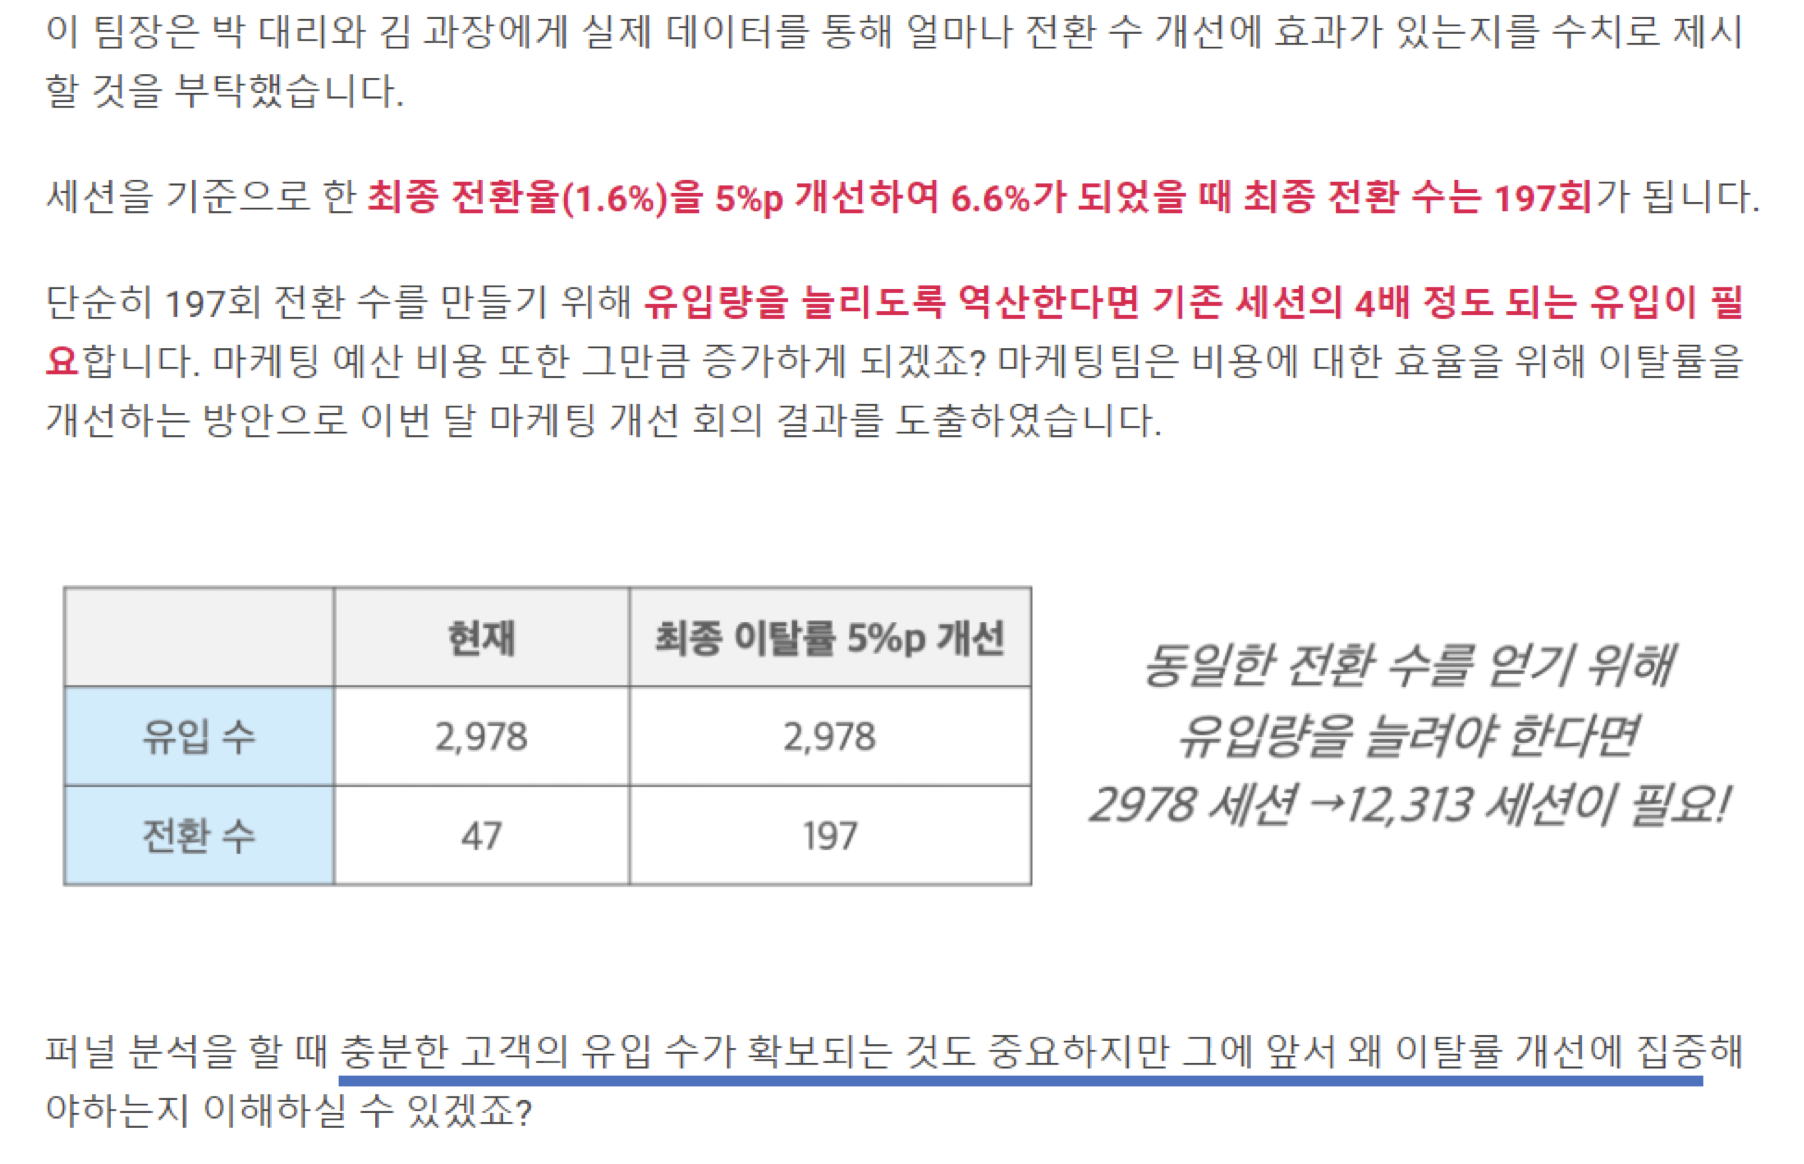 이 팀장은 박 대리와 김 과장에게 실제 데이터를 통해 얼마나 전환 수 개선에 효과가 있는지를 수치로 제시
할 것을 부탁했습니다.
세션을 기준으로 한 최종 전환율(1.6%)을 5%p 개선하여 6.6%가 되었을 때 최종 전환 수는 197회가 됩니다.
단순히 197회 전환 수를 만들기 위해 유입량을 늘리도록 역산한다면 기존 세션의 4배 정도 되는 유입이 필
요합니다. 마케팅 예산 비용 또한 그만큼 증가하게 되겠죠? 마케팅팀은 비용에 대한 효율을 위해 이탈률을
개선하는 방안으로 이번 달 마케팅 개선 회의 결과를 도출하였습니다.
현재 최종 이탈률 5%p 개선
유입 수 2,978 2,978
전환 수 47 197
동일한 전환 수를 얻기 위해
유입량을 늘려야 한다면
2978 세션 →12,313 세션이 필요!
퍼널 분석을 할 때 충분한 고객의 유입 수가 확보되는 것도 중요하지만 그에 앞서 왜 이탈률 개선에 집중해
야하는지 이해하실 수 있겠죠?